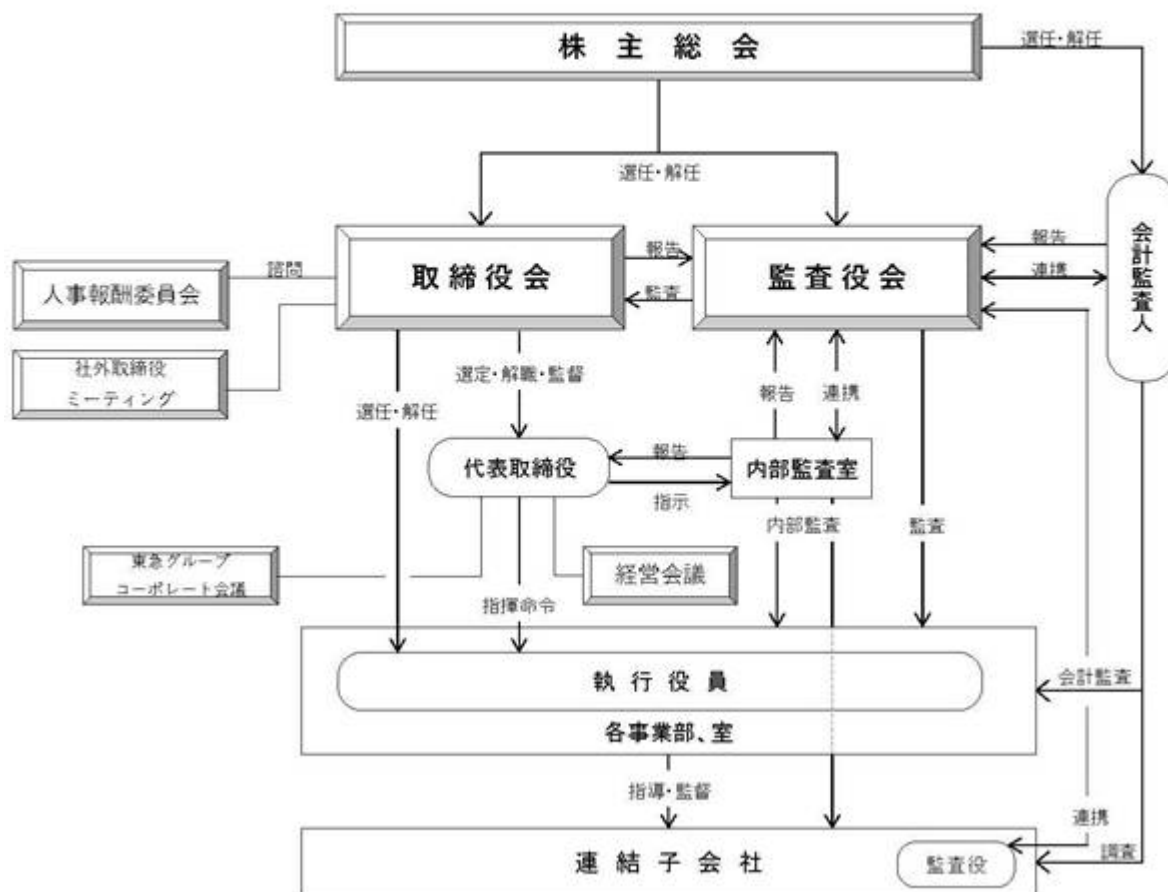 株主総会
選任・解任
選任・解任
会計監査人
取締役会
報告
監査
監査役会
報告
連携
人事報酬委員会
諮問
社外取締役
ミーティング
選定・解職・監督
選任・解任
報告
連携
代表取締役
報告
指示
内部監査室
内部監査
監査
東急グループ
コーポレート会議
経営会議
指揮命令
執行役員
各事業部、室
会計監査
指導・監督
連携
調査
連結子会社
監査役